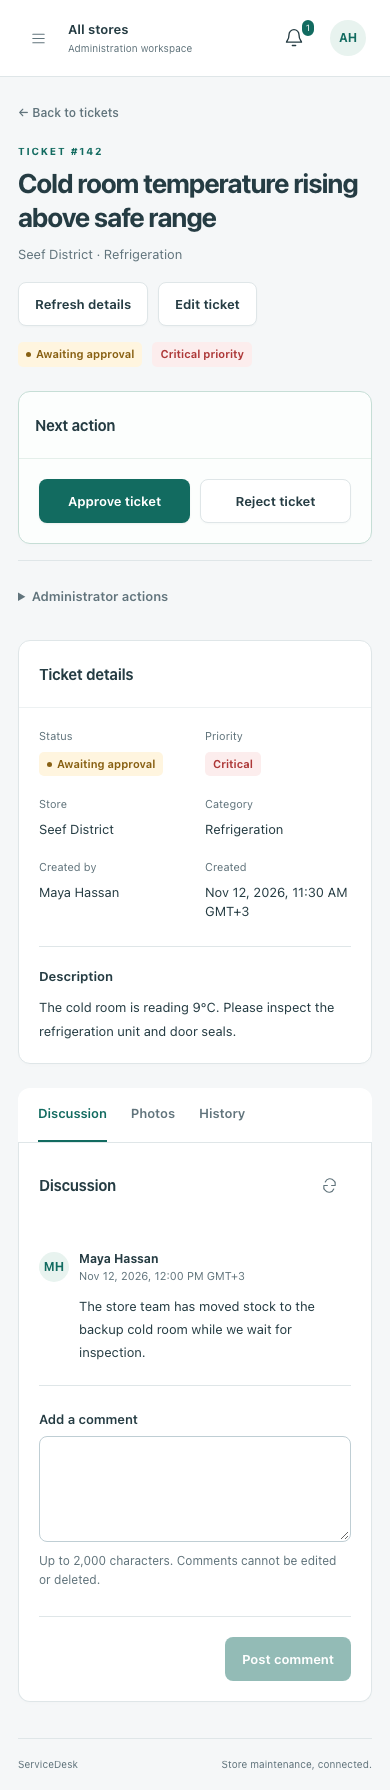 All stores
Administration workspace
1
AH
← Back to tickets
TICKET #142
Cold room temperature rising
above safe range
Seef District · Refrigeration
Refresh details
Edit ticket
Awaiting approval
Critical priority
Next action
Approve ticket
Reject ticket
Administrator actions
Ticket details
Status
Priority
Awaiting approval
Critical
Store
Category
Seef District
Refrigeration
Created by
Created
Maya Hassan
Nov 12, 2026, 11:30 AM
GMT+3
Description
The cold room is reading 9°C. Please inspect the
refrigeration unit and door seals.
Discussion
Photos
History
Discussion
MH
Maya Hassan
Nov 12, 2026, 12:00 PM GMT+3
The store team has moved stock to the
backup cold room while we wait for
inspection.
Add a comment
Up to 2,000 characters. Comments cannot be edited
or deleted.
Post comment
ServiceDesk
Store maintenance, connected.